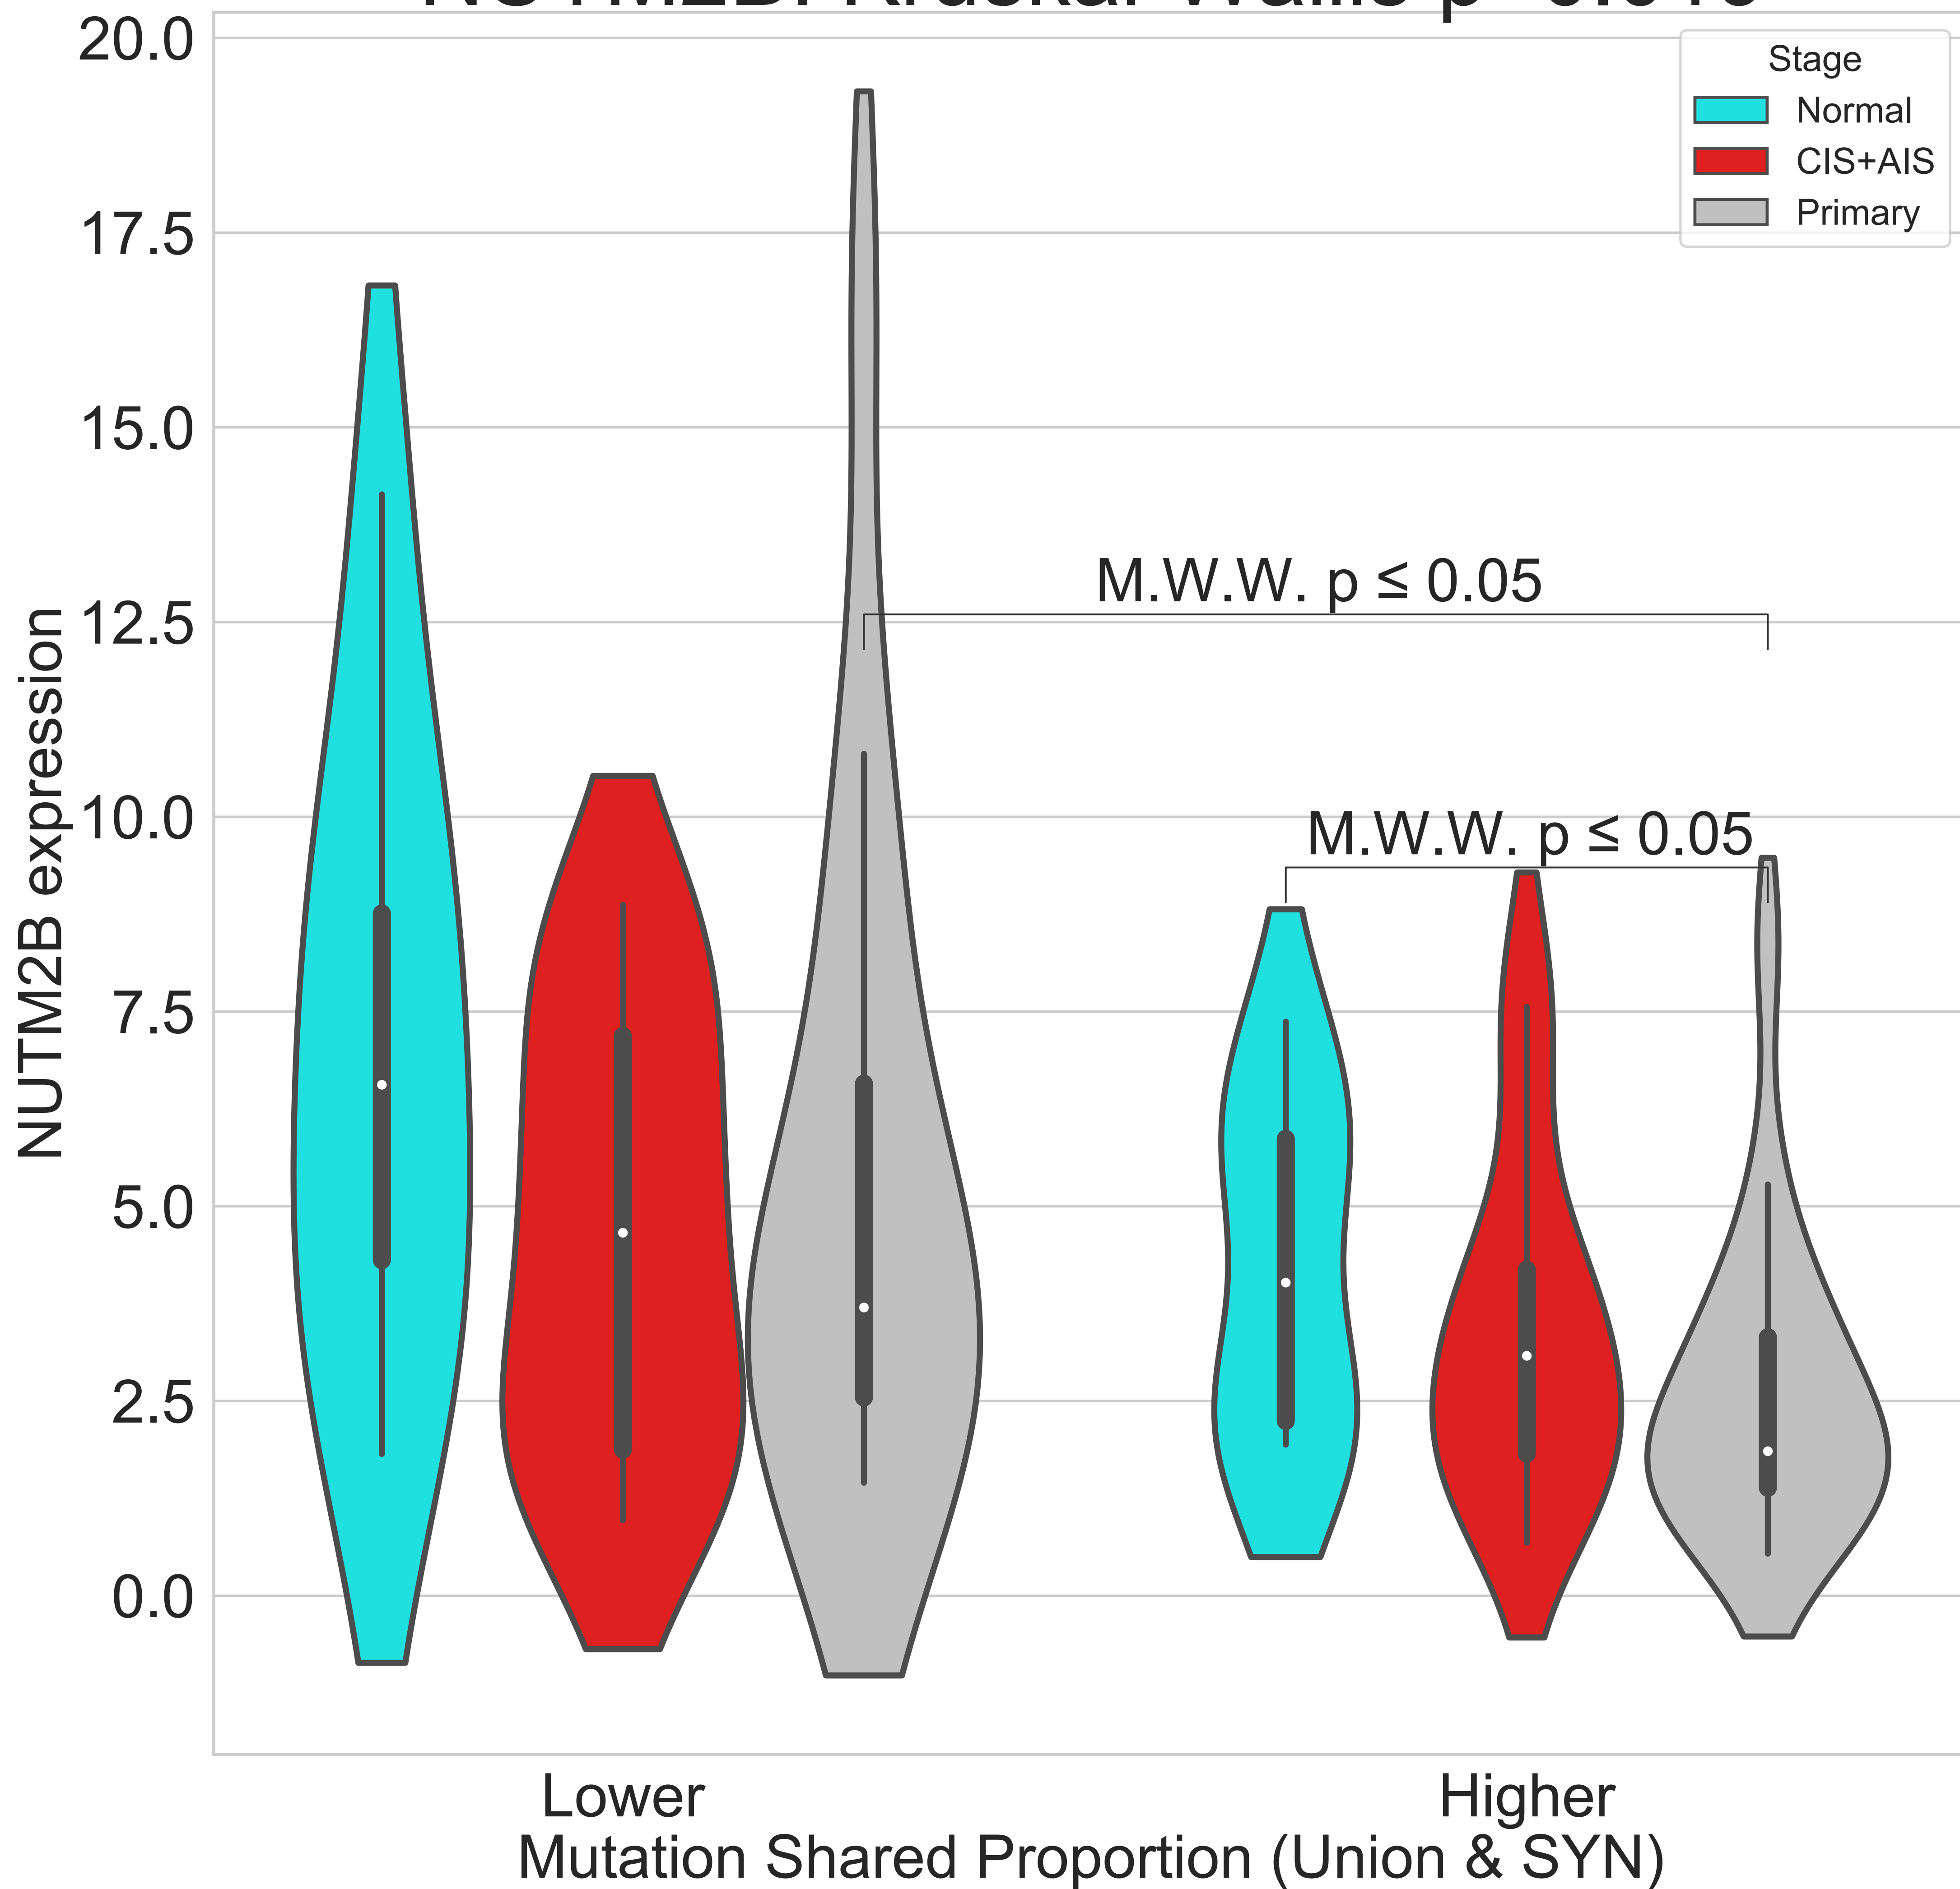 20.0
17.5
15.0
12.5
10.0
7.5
5.0
2.5
0.0
NUTM2B expression
Stage
Normal
CIS+AIS
Primary
M.W.W. p ≤ 0.05
M.W.W. p ≤ 0.05
Lower
Higher
Mutation Shared Proportion (Union & SYN)